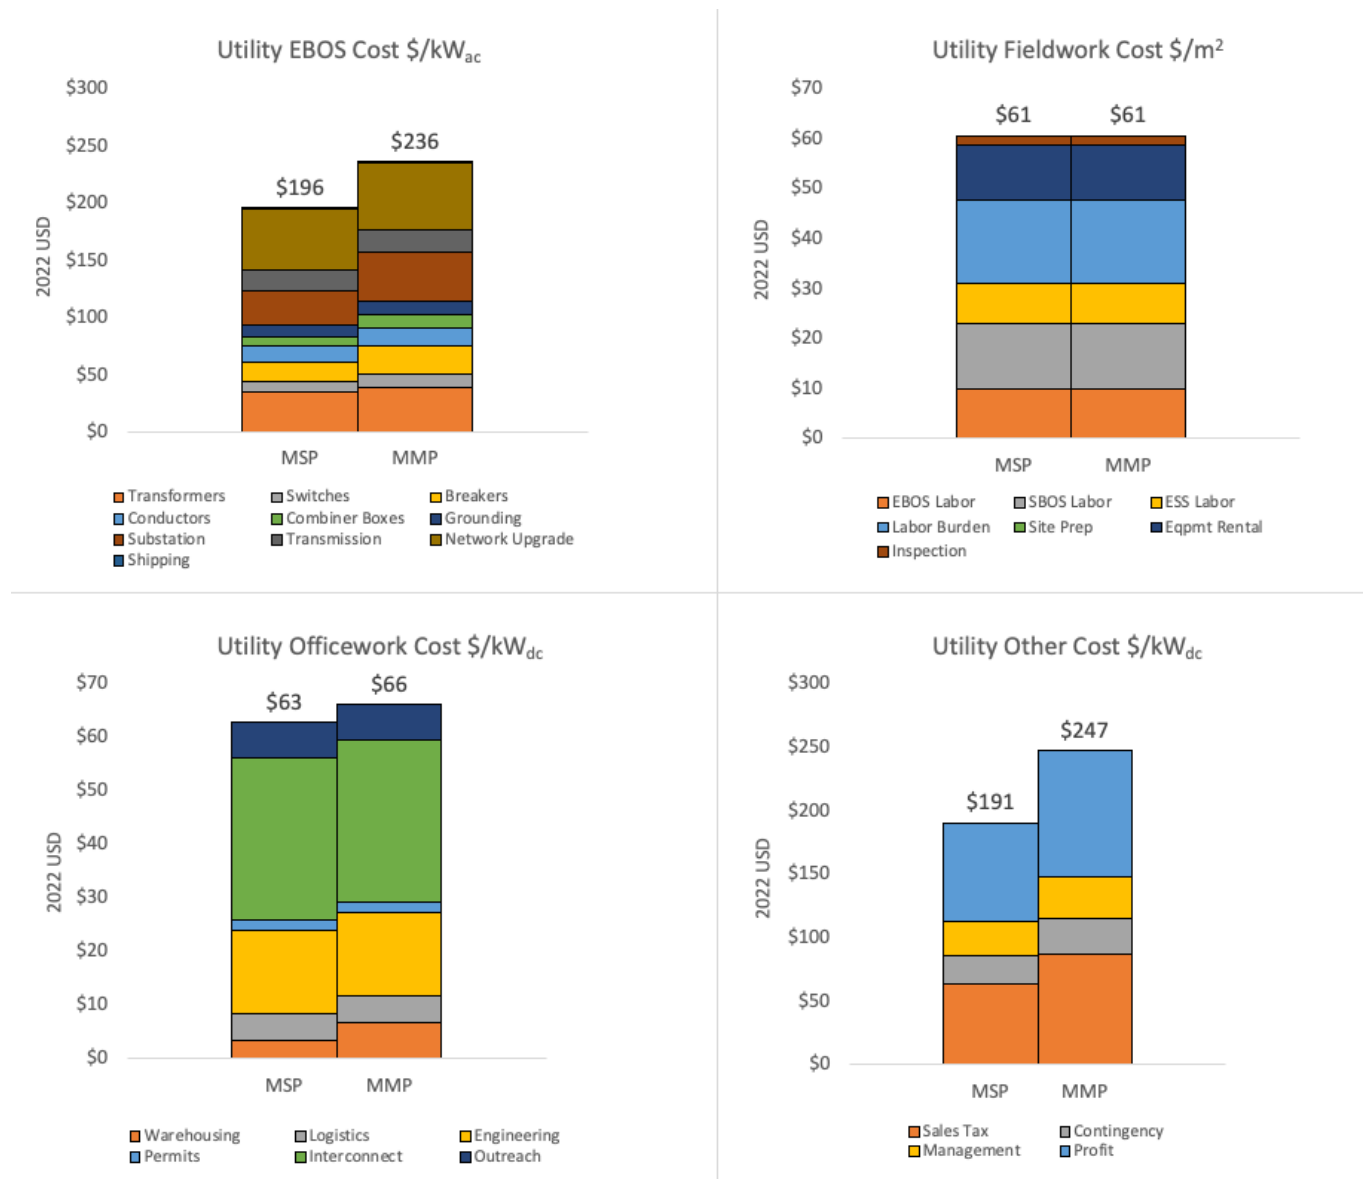 Utility EBOS Cost $/kWac
$300
$250
$200
$150
$100
$50
$0
2022 USD
$196
$236
MSP
MMP
Transformers Switches Breakers
Conductors Combiner Boxes Grounding
Substation Transmission Network Upgrade
Shipping
Utility Fieldwork Cost $/m²
$70
$60
$50
$40
$30
$20
$10
$0
2022 USD
$61
$61
MSP
MMP
EBOS Labor SBOS Labor ESS Labor
Labor Burden Site Prep Eqpmt Rental
Inspection
Utility Officework Cost $/kWdc
$70
$60
$50
$40
$30
$20
$10
$0
2022 USD
$63
$66
MSP
MMP
Warehousing Logistics Engineering
Permits Interconnect Outreach
Utility Other Cost $/kWdc
$300
$250
$200
$150
$100
$50
$0
2022 USD
$191
$247
MSP
MMP
Sales Tax Contingency
Management Profit